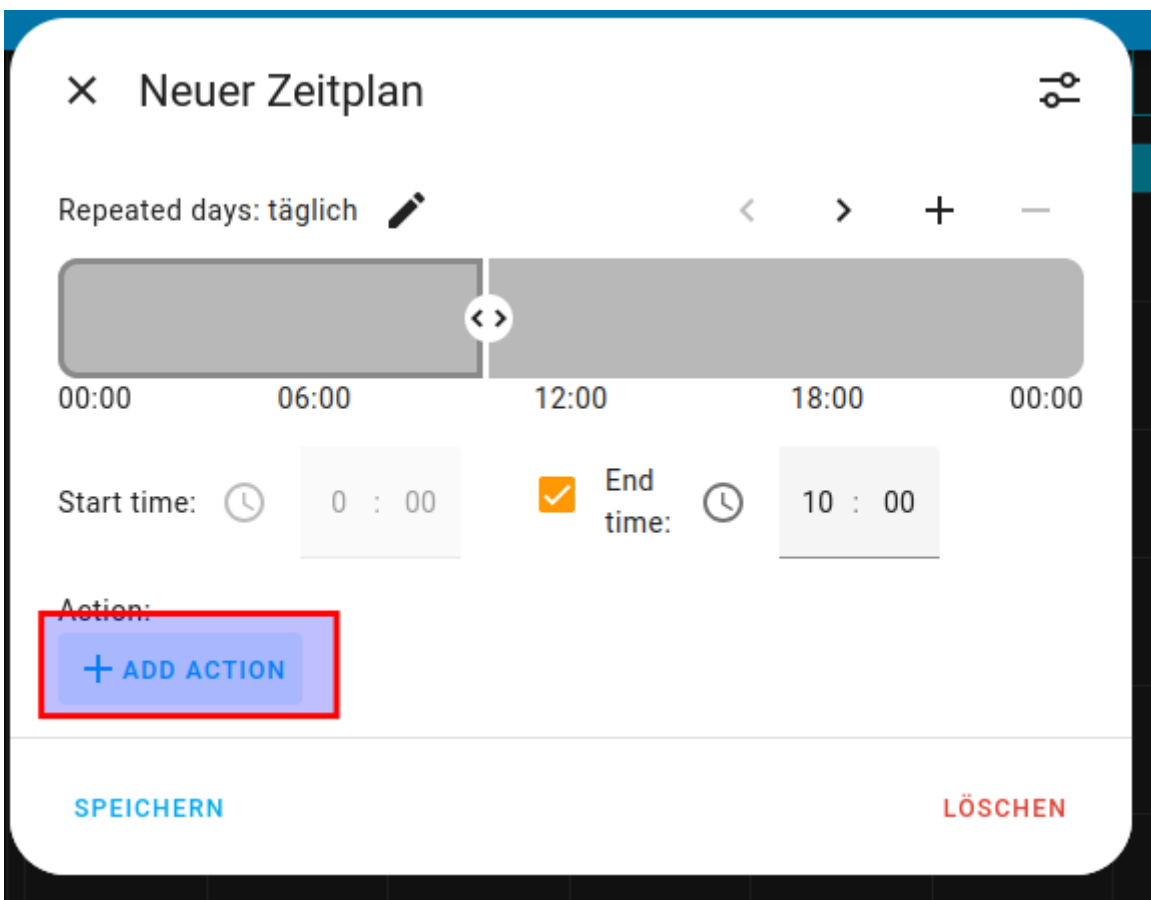 Neuer Zeitplan
Repeated days: täglich
00:00 06:00 12:00 18:00 00:00
Start time: 0 : 00 End time: 10 : 00
Action:
ADD ACTION
SPEICHERN LÖSCHEN